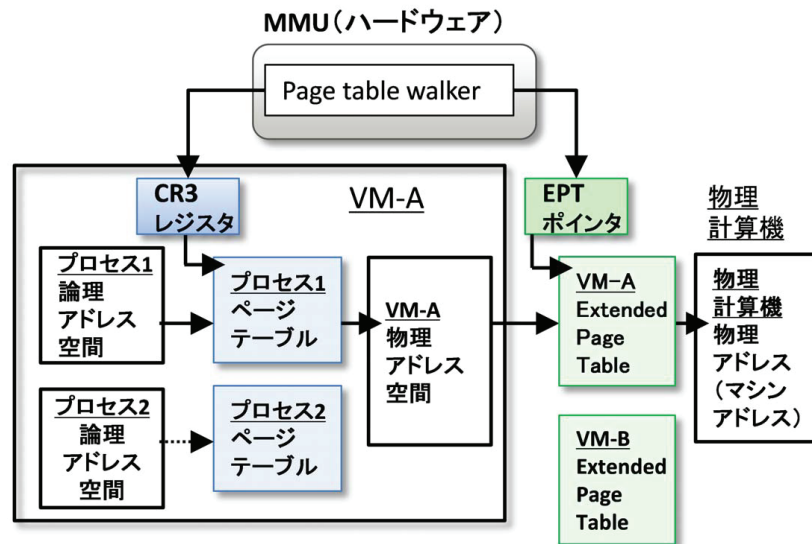 MMU(ハードウェア)
Page table walker
CR3
レジスタ
VM-A
EPT
ポインタ
物理
計算機
プロセス1
論理
アドレス
空間
プロセス1
ページ
テーブル
VM-A
物理
アドレス
空間
VM-A
Extended
Page
Table
物理
計算機
物理
アドレス
(マシン
アドレス)
プロセス2
論理
アドレス
空間
プロセス2
ページ
テーブル
VM-B
Extended
Page
Table